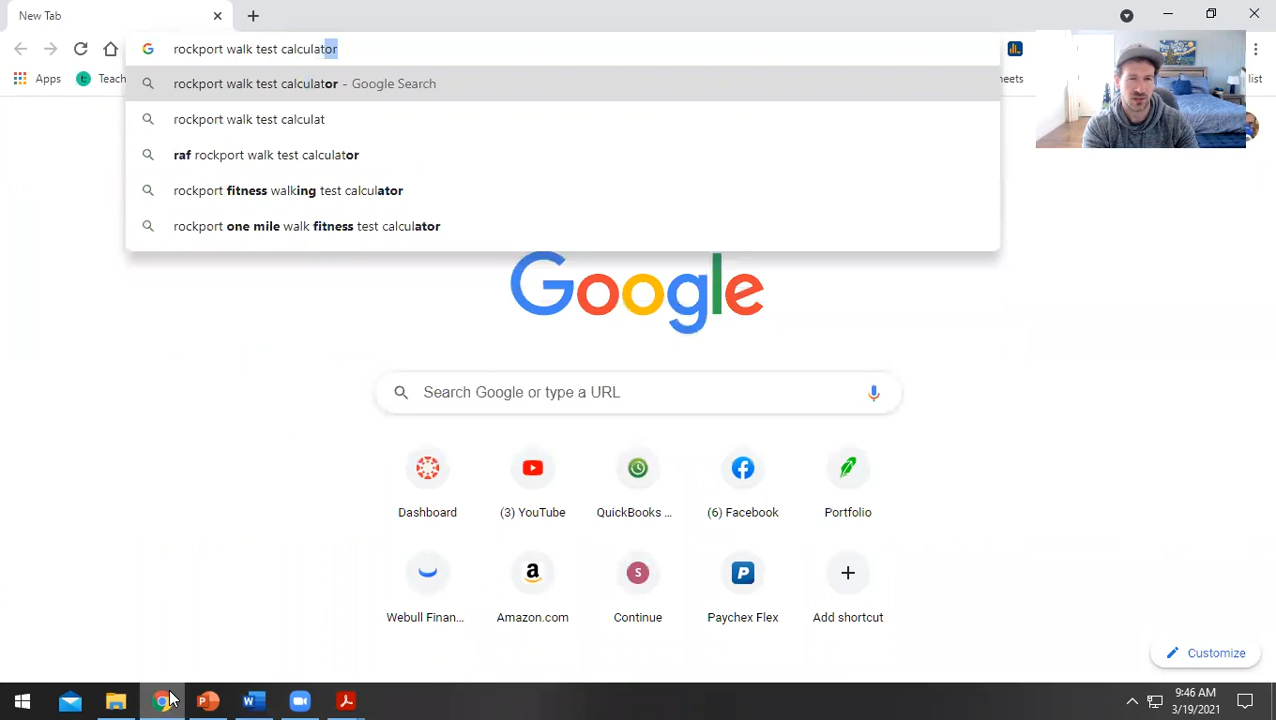 New Tab
rockport walk test calculator
Apps
Teach
neets
list
rockport walk test calculator - Google Search
rockport walk test calculat
raf rockport walk test calculator
rockport fitness walking test calculator
rockport one mile walk fitness test calculator
Google
Search Google or type a URL
Dashboard
(3) YouTube
QuickBooks ...
(6) Facebook
Portfolio
S
Webull Finan...
Amazon.com
Continue
Paychex Flex
Add shortcut
Customize
9:46 AM
3/19/2021